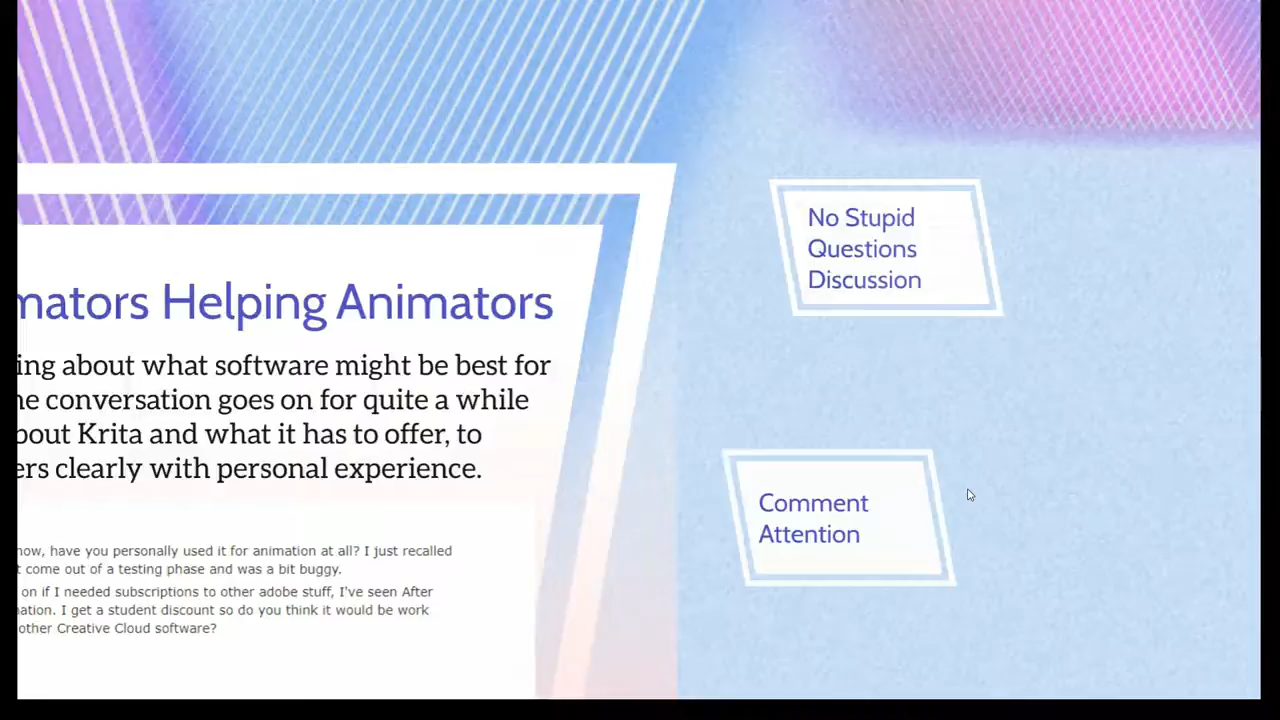 mators Helping Animators
ing about what software might be best for
he conversation goes on for quite a while
bout Krita and what it has to offer, to
ers clearly with personal experience.
now, have you personally used it for animation at all? I just recalled
t come out of a testing phase and was a bit buggy.
on if I needed subscriptions to other adobe stuff, I've seen After
nation. I get a student discount so do you think it would be work
other Creative Cloud software?
No Stupid
Questions
Discussion
Comment
Attention